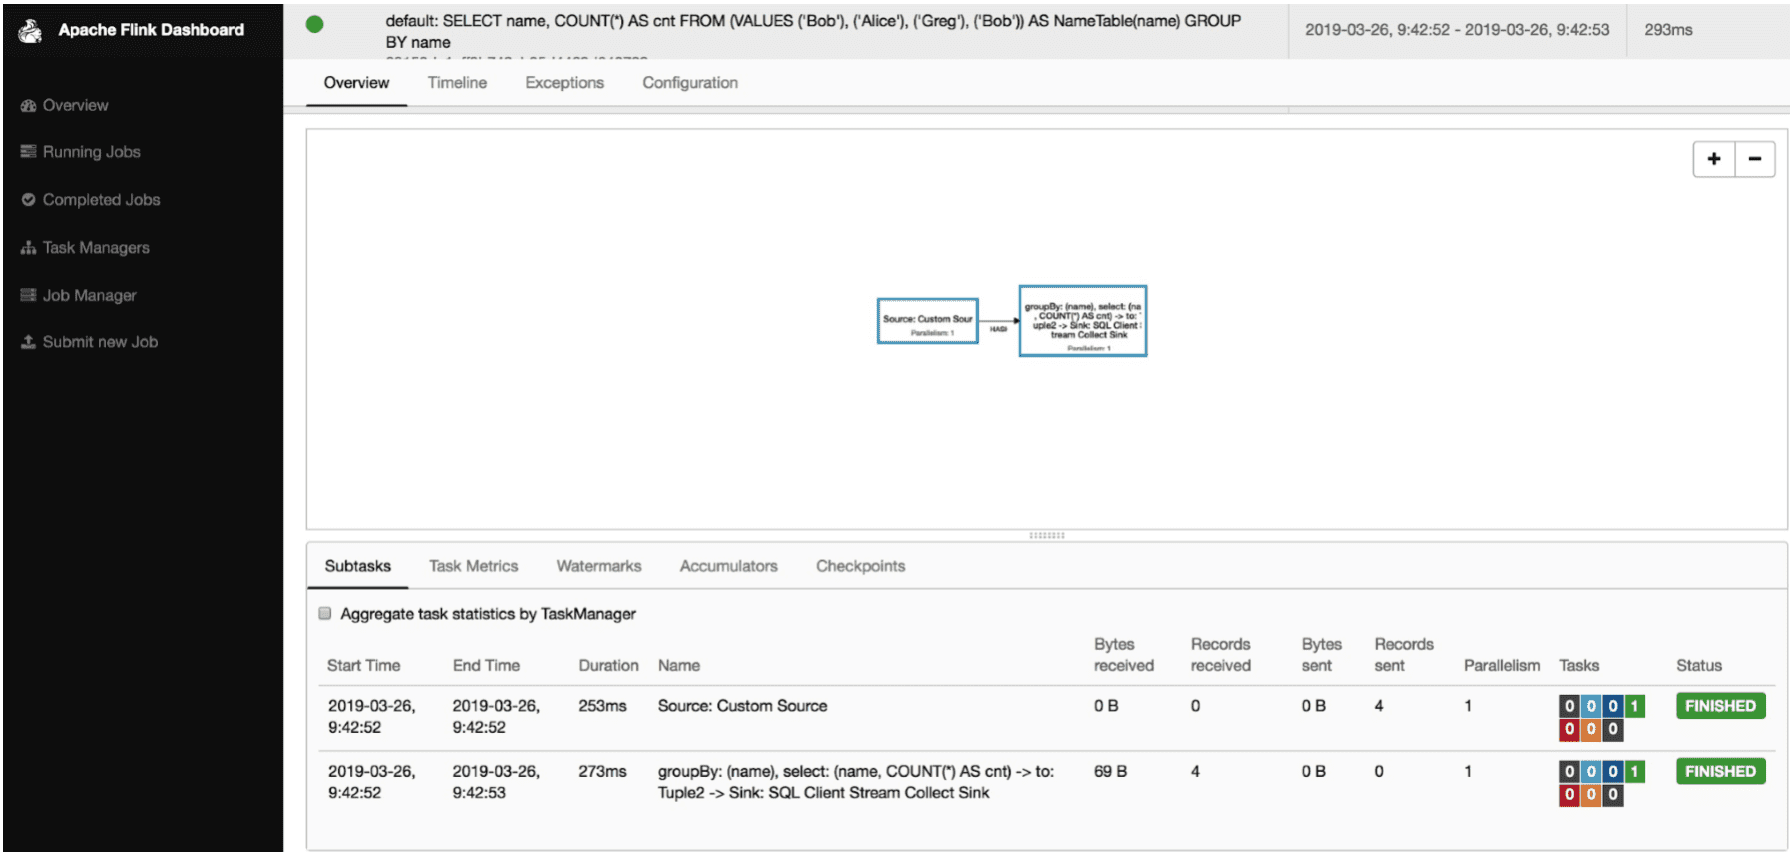 Apache Flink Dashboard
Overview
Running Jobs
Completed Jobs
Task Managers
Job Manager
Submit new Job
default: SELECT name, COUNT(*) AS cnt FROM (VALUES ('Bob'), ('Alice'), ('Greg'), ('Bob')) AS NameTable(name) GROUP
BY name
2019-03-26, 9:42:52 - 2019-03-26, 9:42:53
293ms
Overview Timeline Exceptions Configuration
+ −
Source: Custom Sour
Parallelism: 1
HASH
groupBy: (name), select: (na
, COUNT(*) AS cnt) -> to: T
uple2 -> Sink: SQL Client S
tream Collect Sink
Parallelism: 1
Subtasks Task Metrics Watermarks Accumulators Checkpoints
Aggregate task statistics by TaskManager
Bytes Records Bytes Records
Start Time End Time Duration Name received received sent sent Parallelism Tasks Status
2019-03-26, 2019-03-26, 253ms Source: Custom Source 0 B 0 0 B 4 1 0 0 0 1 FINISHED
9:42:52 9:42:52 0 0 0
2019-03-26, 2019-03-26, 273ms groupBy: (name), select: (name, COUNT(*) AS cnt) -> to: 69 B 4 0 B 0 1 0 0 0 1 FINISHED
9:42:52 9:42:53 Tuple2 -> Sink: SQL Client Stream Collect Sink 0 0 0